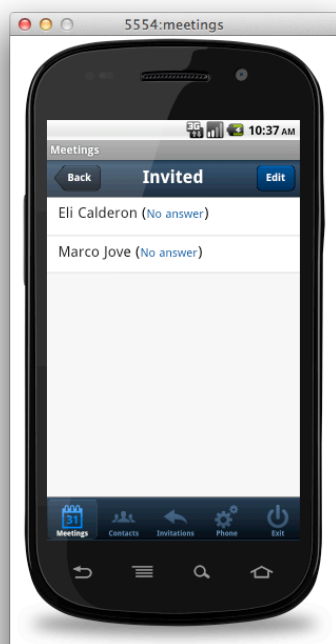 5554:meetings
3G 10:37 AM
Meetings
Back Invited Edit
Eli Calderon (No answer)
Marco Jove (No answer)
31
Meetings Contacts Invitations Phone Exit